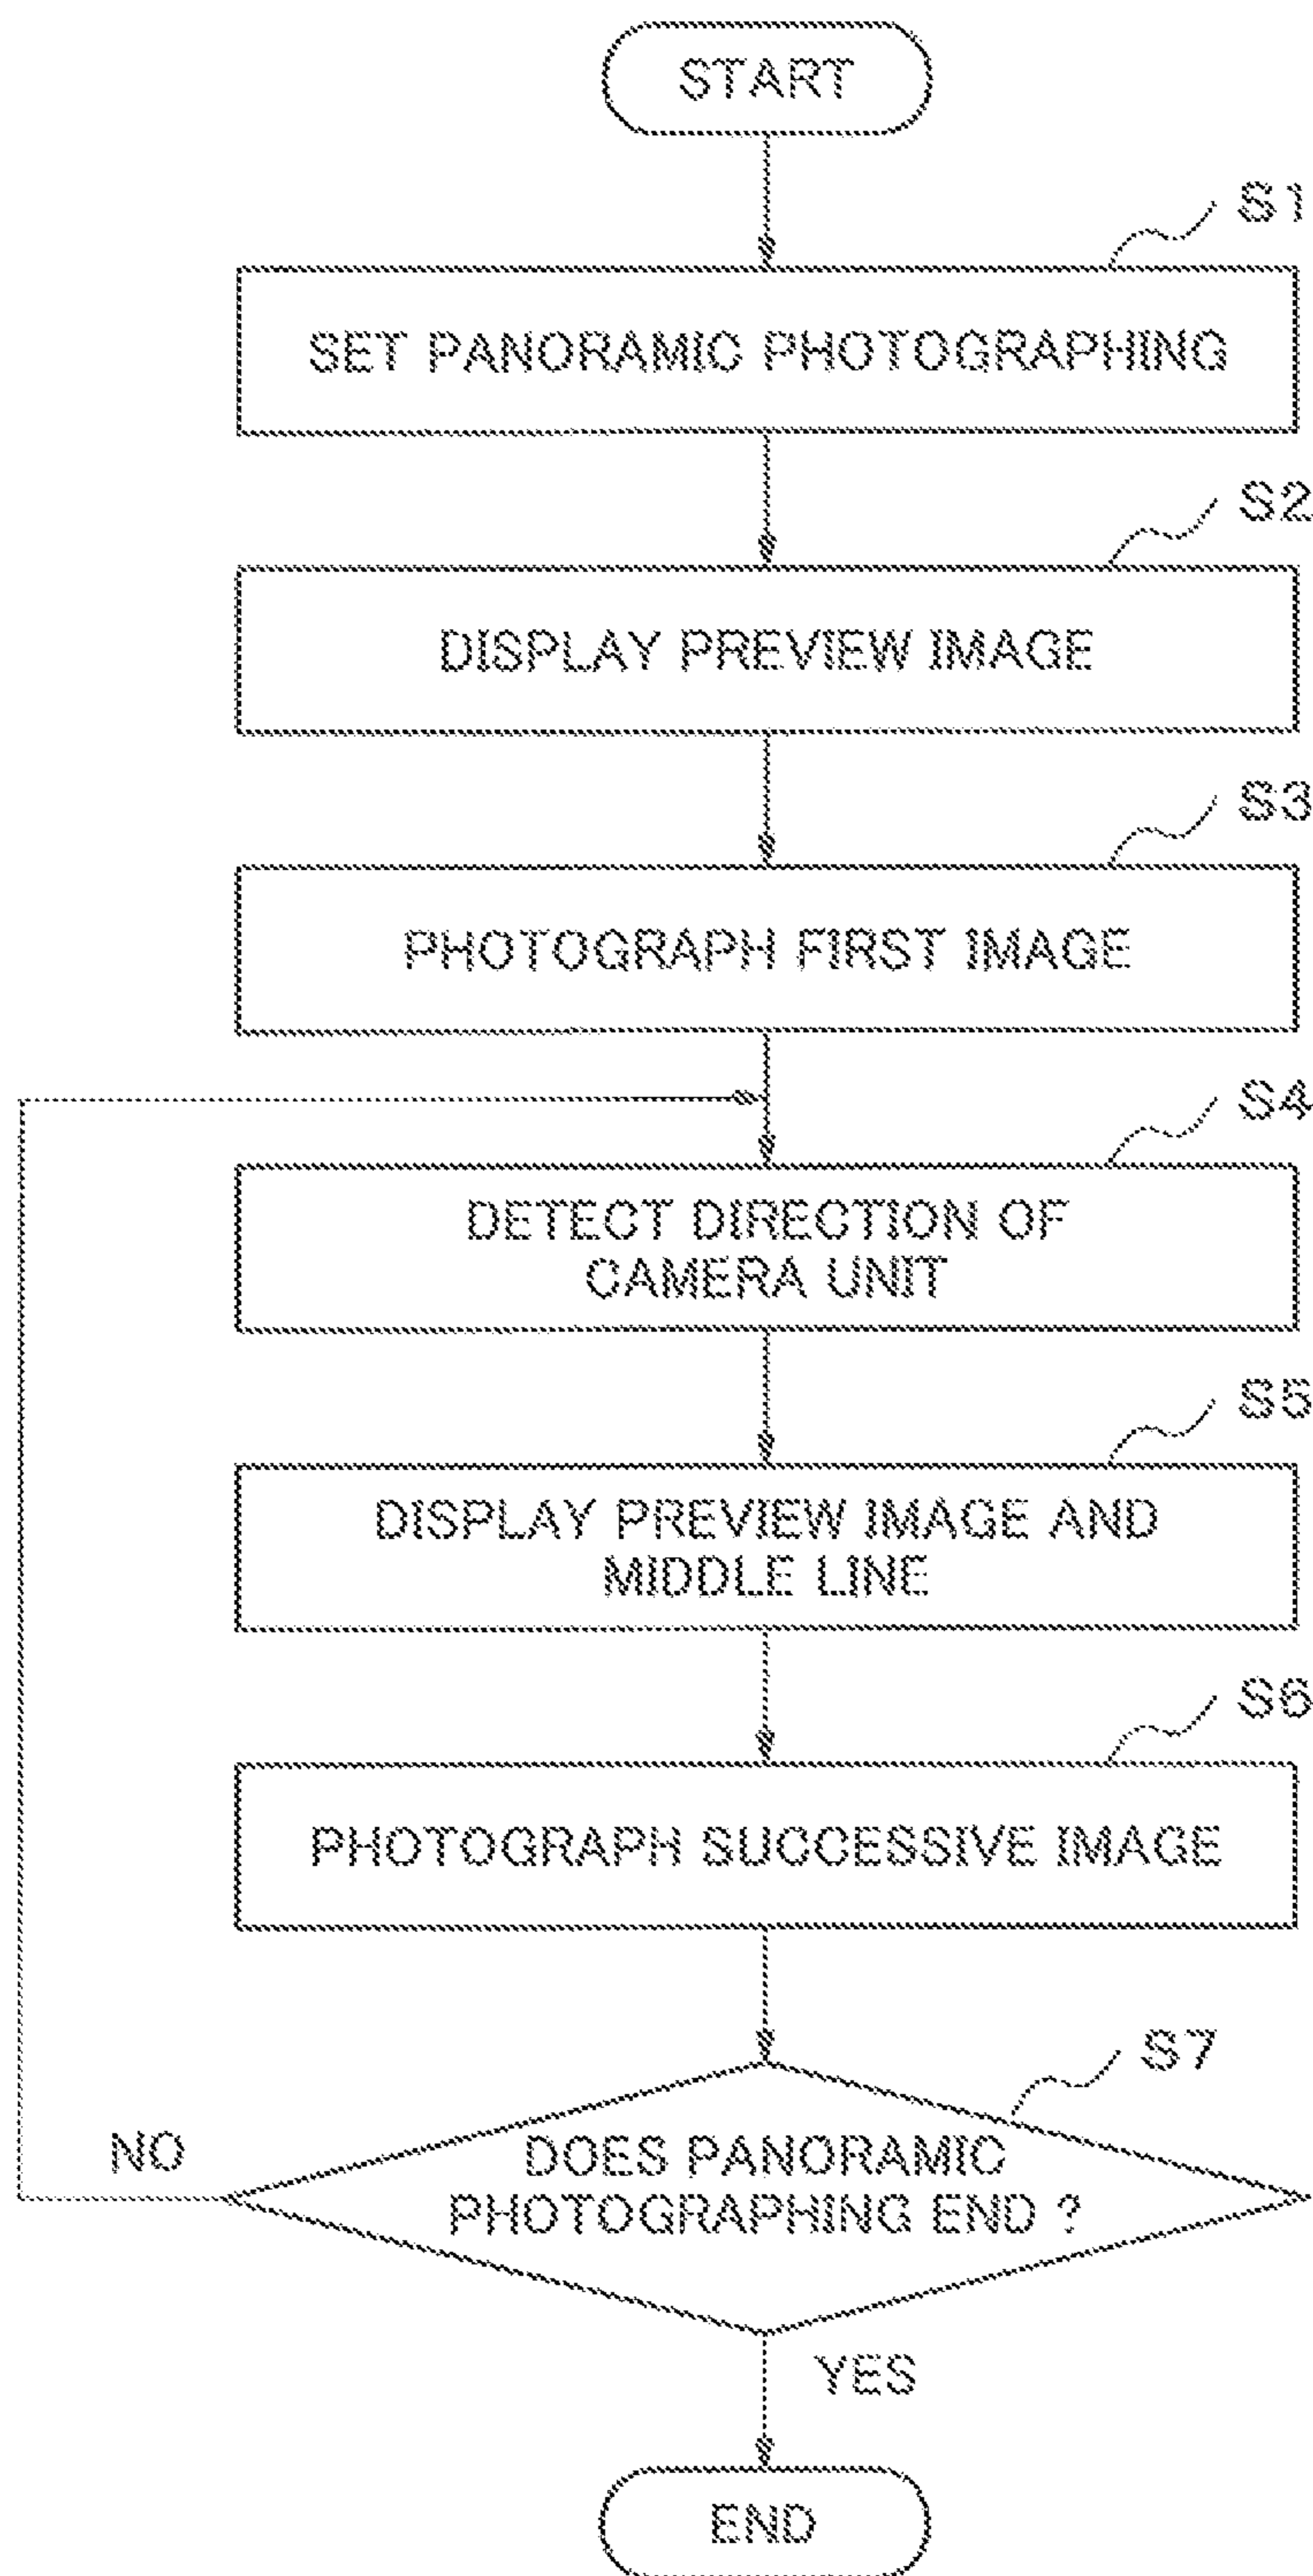 START
S1
SET PANORAMIC PHOTOGRAPHING
S2
DISPLAY PREVIEW IMAGE
S3
PHOTOGRAPH FIRST IMAGE
S4
DETECT DIRECTION OF
CAMERA UNIT
S5
DISPLAY PREVIEW IMAGE AND
MIDDLE LINE
S6
PHOTOGRAPH SUCCESSIVE IMAGE
S7
NO
DOES PANORAMIC
PHOTOGRAPHING END ?
YES
END